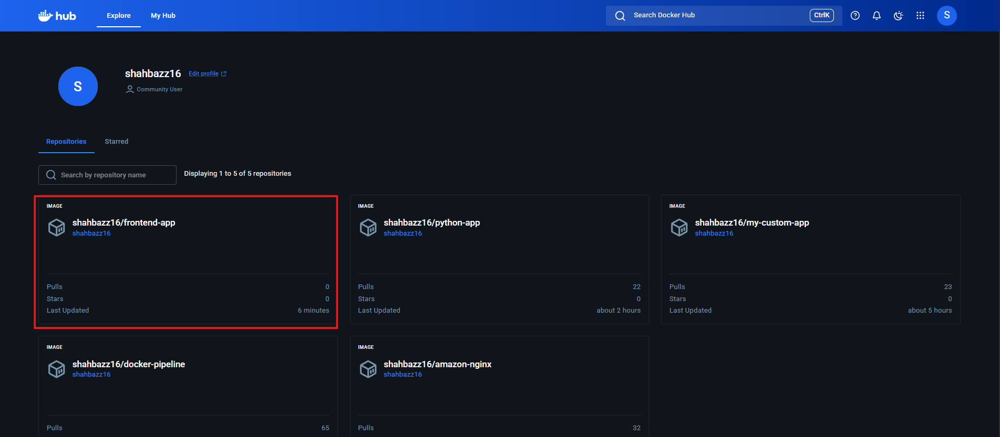 hub
Explore
My Hub
Search Docker Hub
CtrlK
S
S
shahbazz16
Edit profile
Community User
Repositories
Starred
Search by repository name
Displaying 1 to 5 of 5 repositories
IMAGE
shahbazz16/frontend-app
shahbazz16
Pulls 0
Stars 0
Last Updated 6 minutes
IMAGE
shahbazz16/python-app
shahbazz16
Pulls 22
Stars 0
Last Updated about 2 hours
IMAGE
shahbazz16/my-custom-app
shahbazz16
Pulls 23
Stars 0
Last Updated about 5 hours
IMAGE
shahbazz16/docker-pipeline
shahbazz16
Pulls 65
IMAGE
shahbazz16/amazon-nginx
shahbazz16
Pulls 32